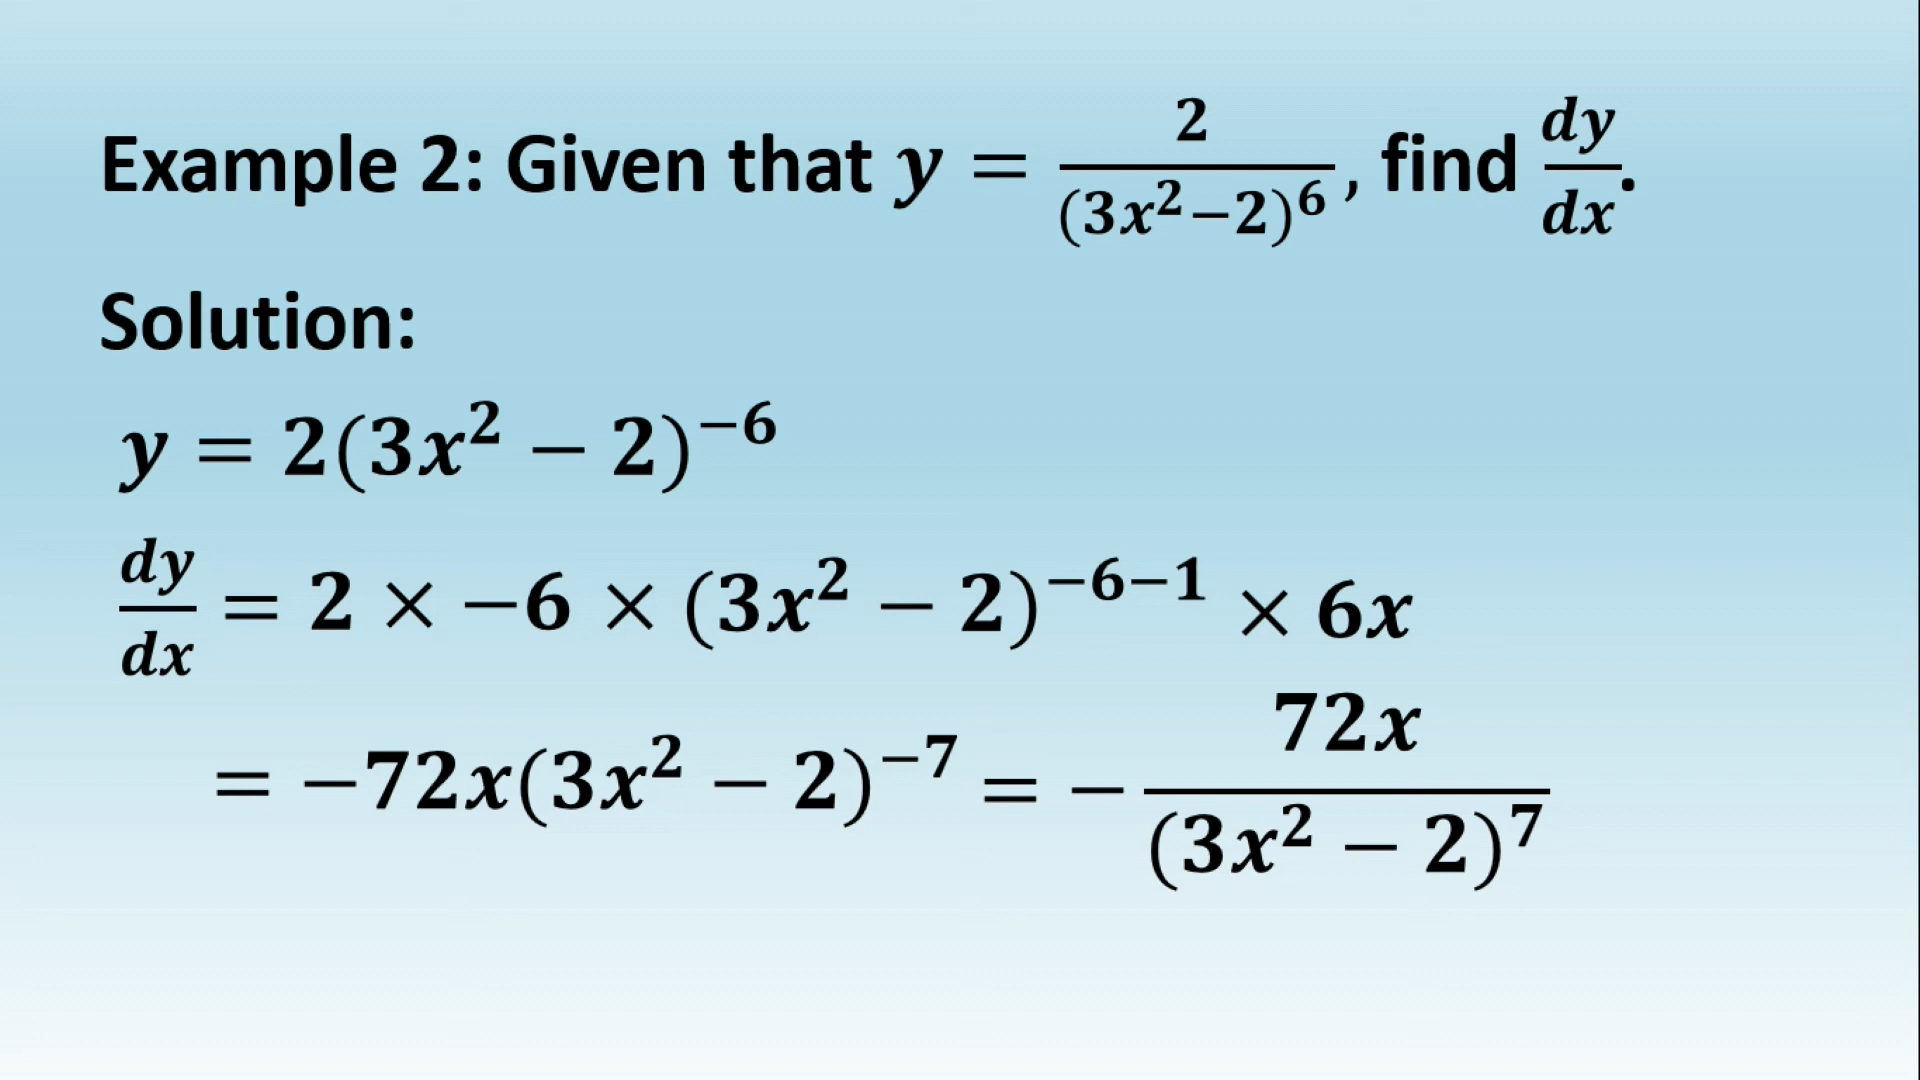 Example 2: Given that y = 2/(3x²−2)⁶, find dy/dx.
Solution:
y = 2(3x² − 2)⁻⁶
dy/dx = 2 × −6 × (3x² − 2)⁻⁶⁻¹ × 6x
= −72x(3x² − 2)⁻⁷ = − 72x/(3x² − 2)⁷